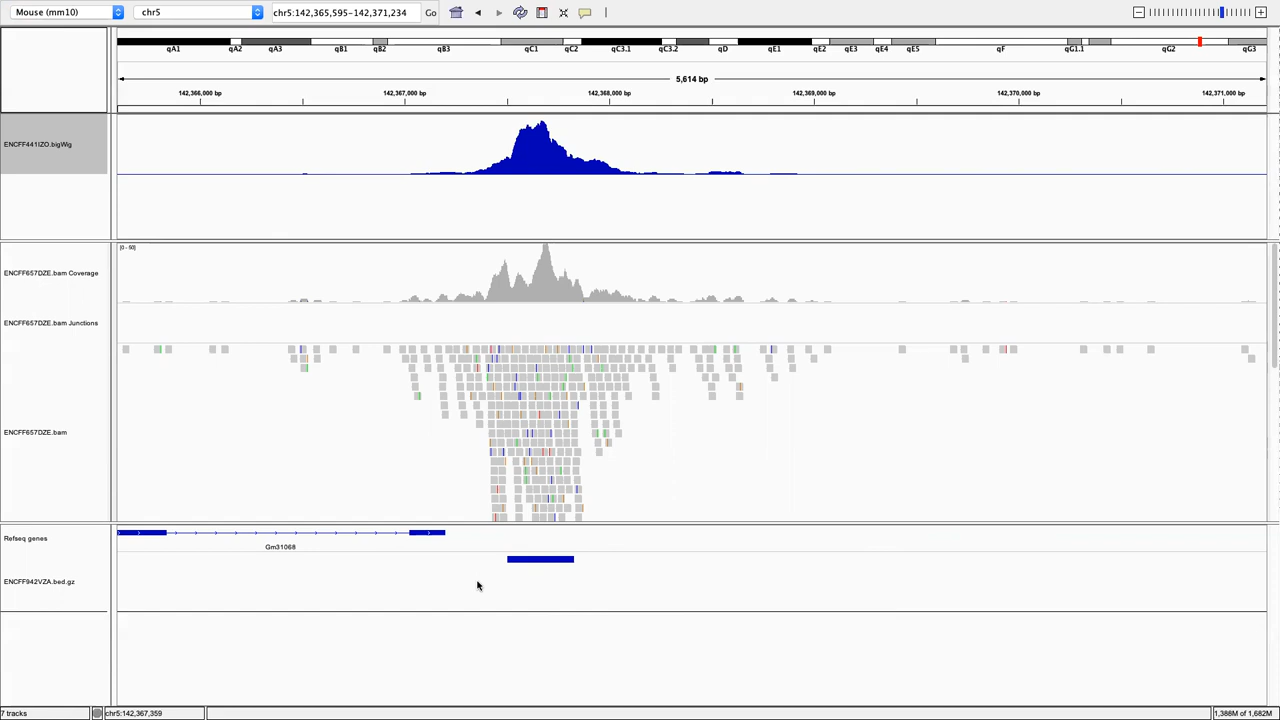 Mouse (mm10) chr5 chr5:142,365,595-142,371,234 Go
qA1 qA2 qA3 qB1 qB2 qB3 qC1 qC2 qC3.1 qC3.2 qD qE1 qE2 qE3 qE4 qE5 qF qG1.1 qG2 qG3
5,614 bp
142,366,000 bp 142,367,000 bp 142,368,000 bp 142,369,000 bp 142,370,000 bp 142,371,000 bp
ENCFF441IZO.bigWig
[0 - 50]
ENCFF657DZE.bam Coverage
ENCFF657DZE.bam Junctions
ENCFF657DZE.bam
Refseq genes
Gm31068
ENCFF942VZA.bed.gz
7 tracks chr5:142,367,359 1,388M of 1,682M